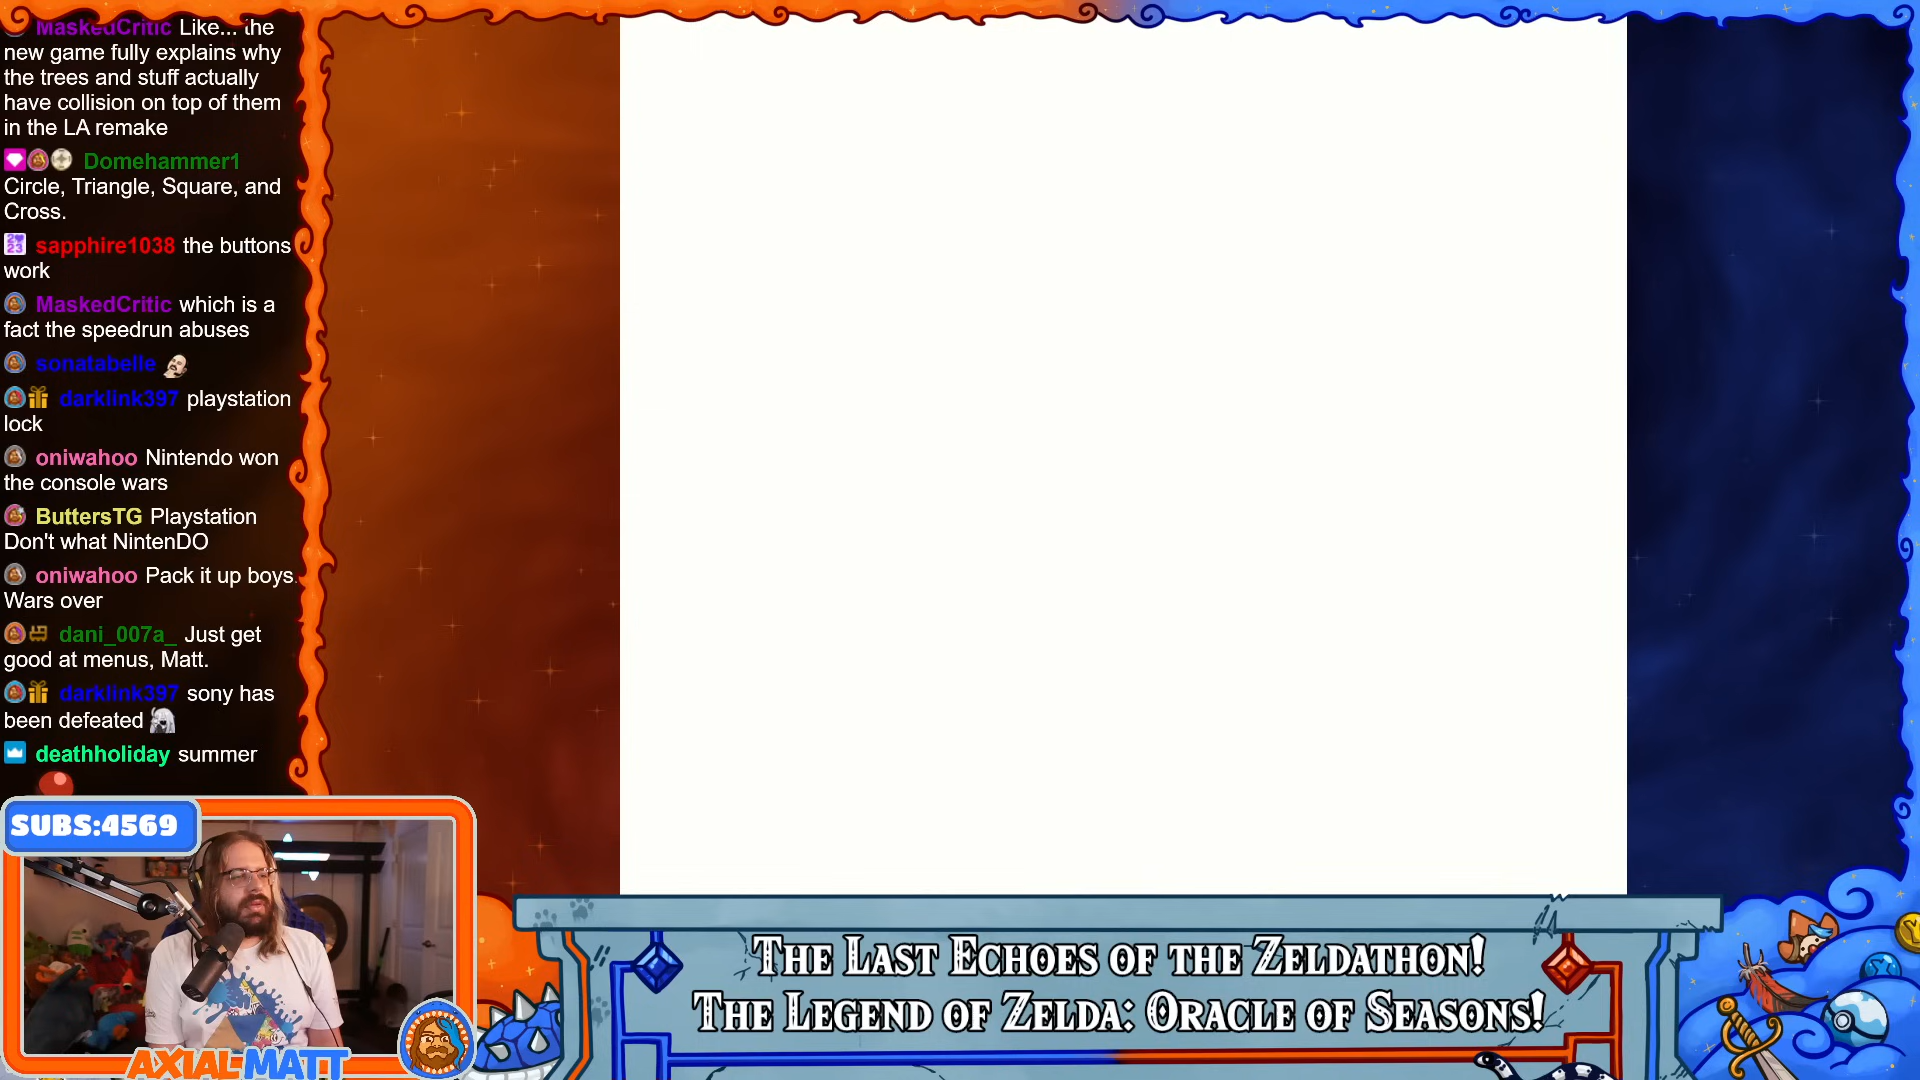 MaskedCritic Like... the
new game fully explains why
the trees and stuff actually
have collision on top of them
in the LA remake
Domehammer1
Circle, Triangle, Square, and
Cross.
sapphire1038 the buttons
work
MaskedCritic which is a
fact the speedrun abuses
sonatabelle
darklink397 playstation
lock
oniwahoo Nintendo won
the console wars
ButtersTG Playstation
Don't what NintenDO
oniwahoo Pack it up boys.
Wars over
dani_007a_ Just get
good at menus, Matt.
darklink397 sony has
been defeated
deathholiday summer
SUBS:4569
AXIALMATT
THE LAST ECHOES OF THE ZELDATHON!
THE LEGEND OF ZELDA: ORACLE OF SEASONS!